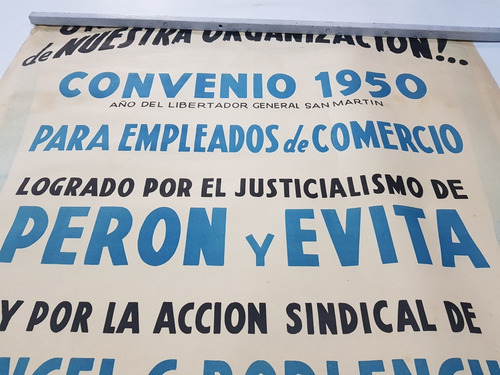 de NUESTRA ORGANIZACION!..
CONVENIO 1950
AÑO DEL LIBERTADOR GENERAL SAN MARTIN
PARA EMPLEADOS de COMERCIO
LOGRADO POR EL JUSTICIALISMO DE
PERON Y EVITA
Y POR LA ACCION SINDICAL DE